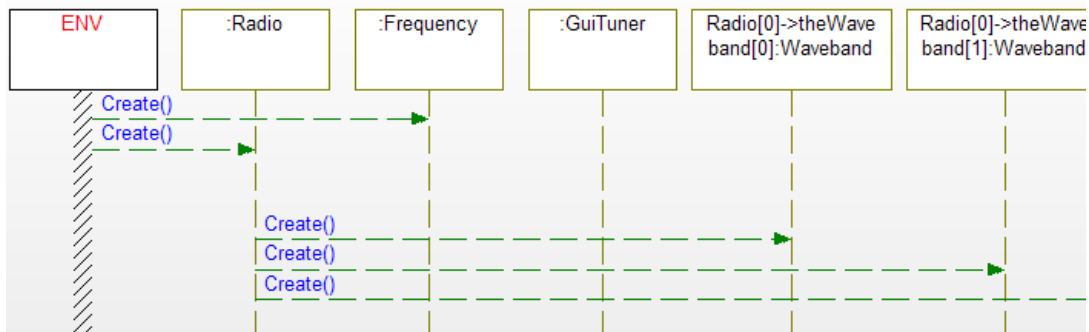 ENV
:Radio
:Frequency
:GuiTuner
Radio[0]->theWave
band[0]:Waveband
Radio[0]->theWave
band[1]:Waveband
Create()
Create()
Create()
Create()
Create()